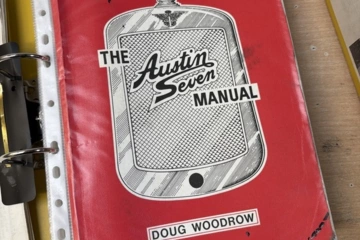 THE
Austin
Seven
MANUAL
DOUG WOODROW